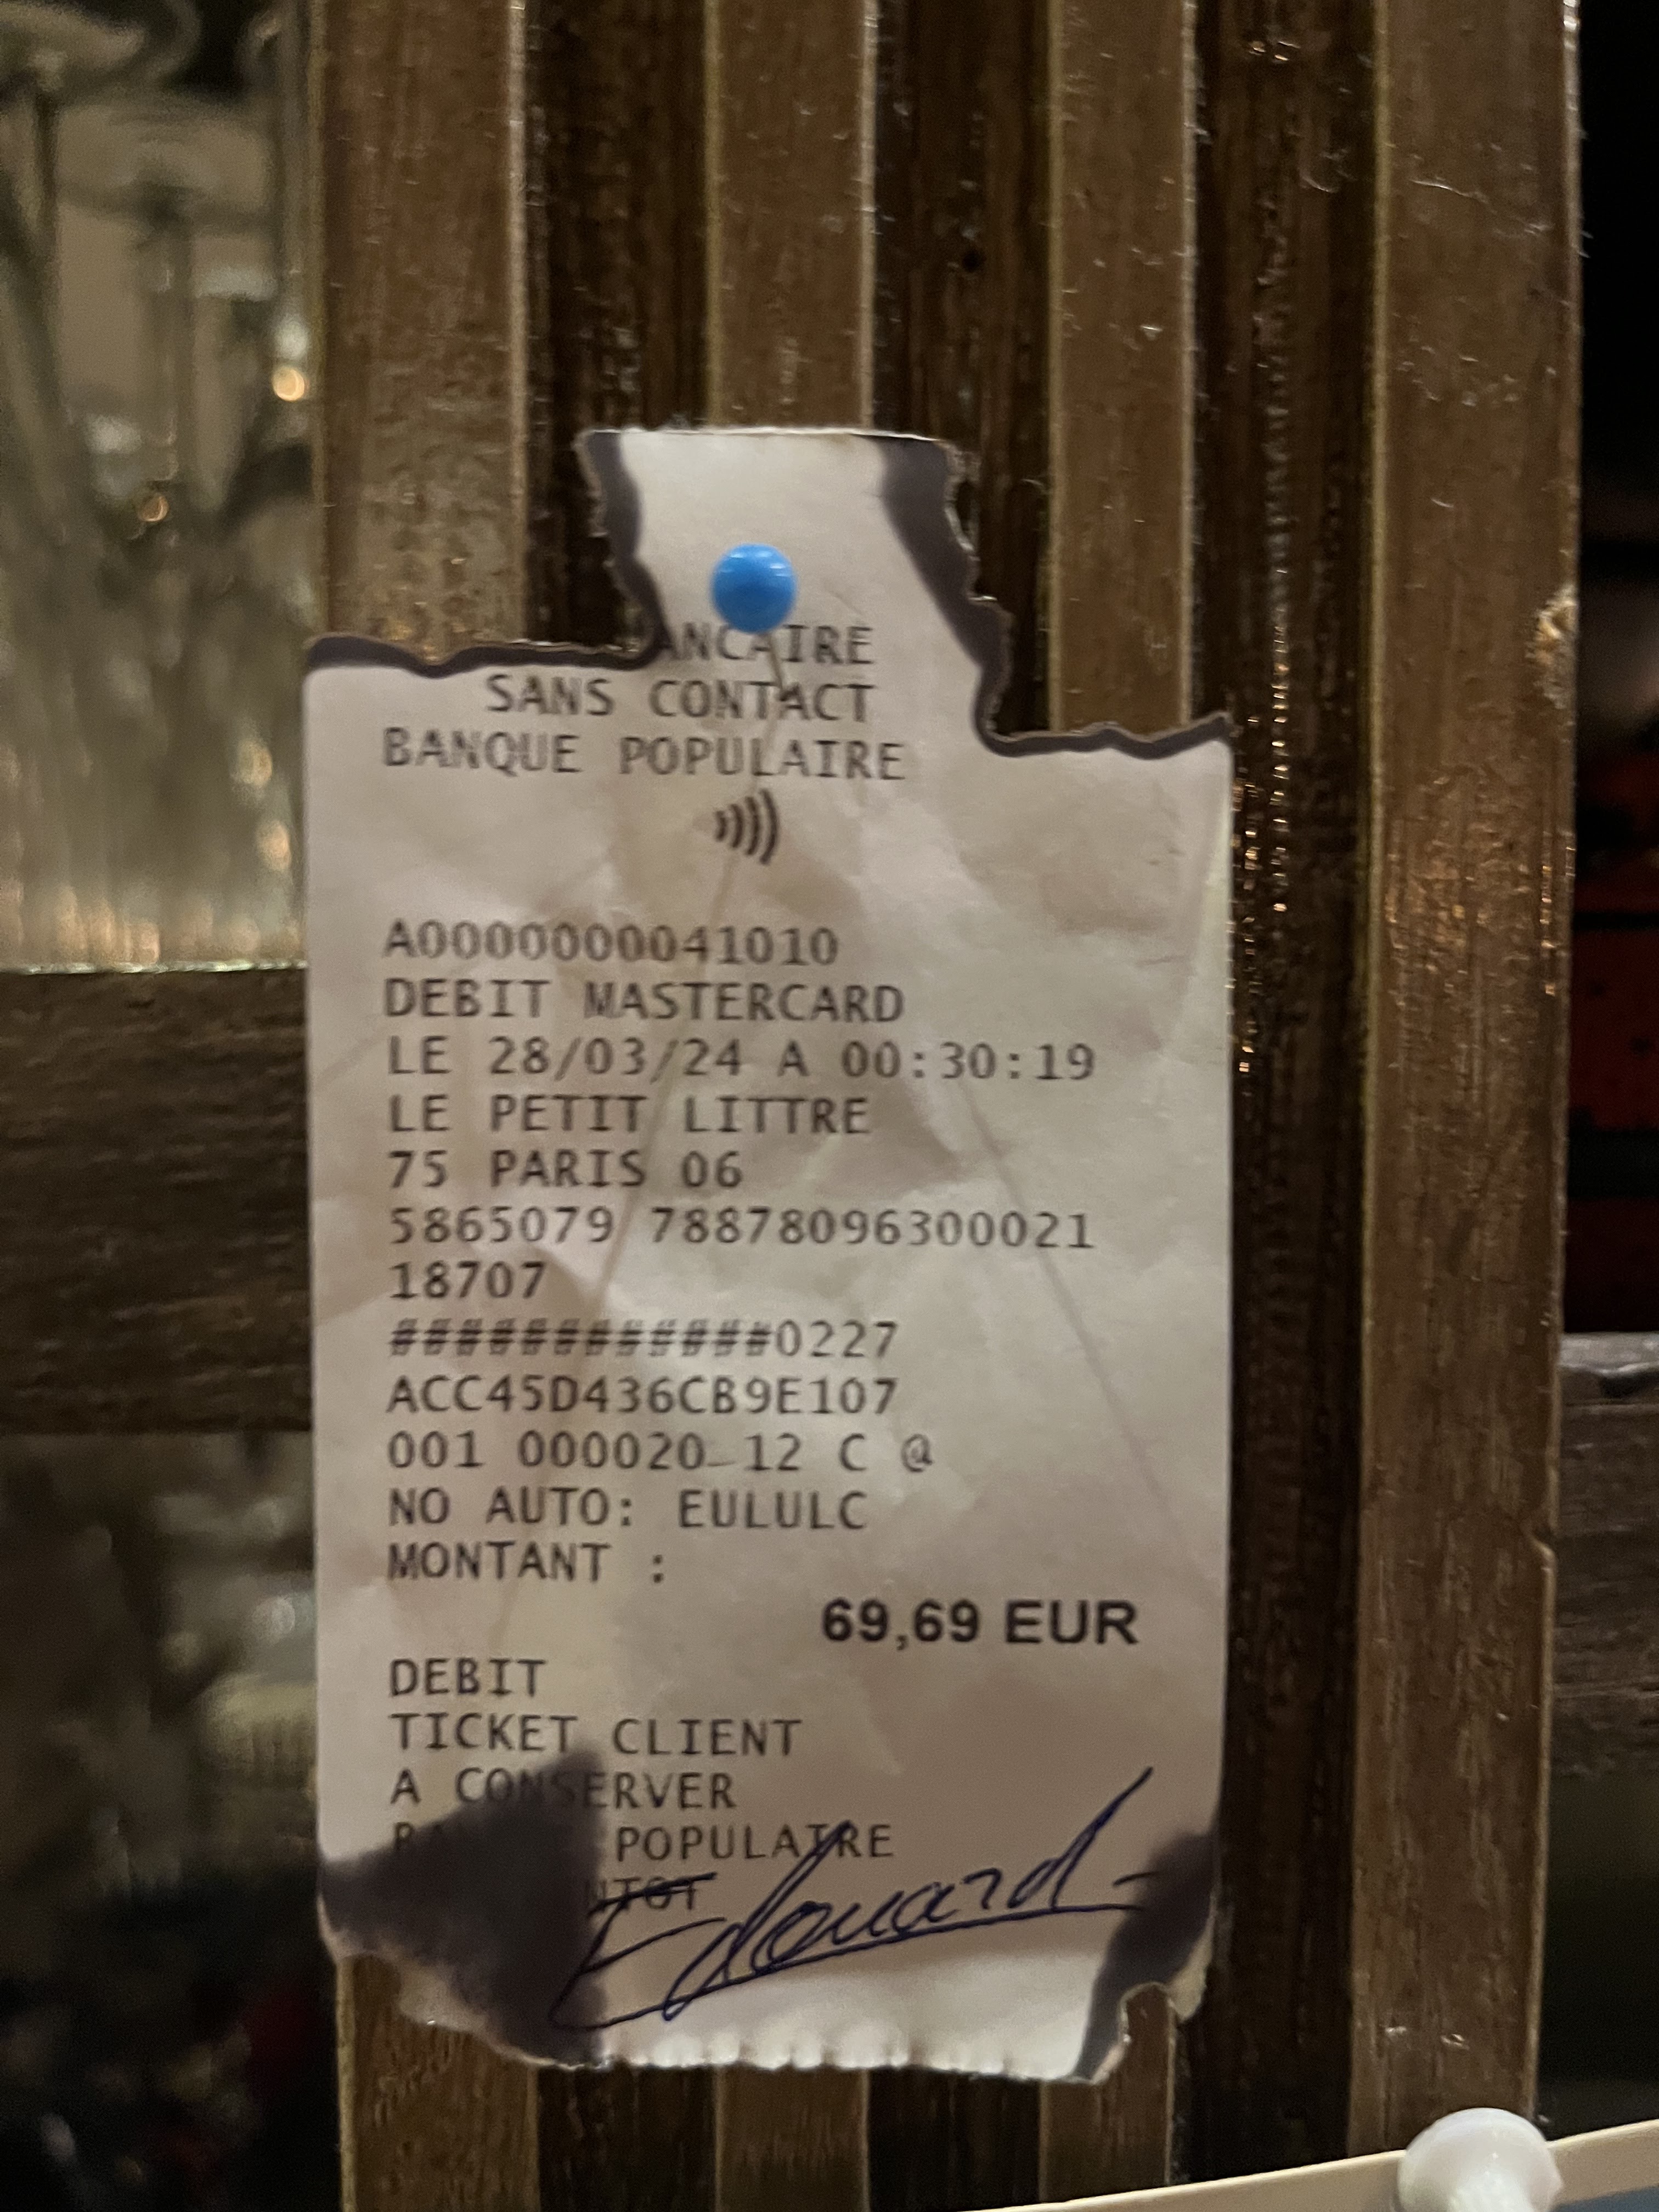 ANCAIRE
SANS CONTACT
BANQUE POPULAIRE
A0000000041010
DEBIT MASTERCARD
LE 28/03/24 A 00:30:19
LE PETIT LITTRE
75 PARIS 06
5865079 78878096300021
18707
############0227
ACC45D436CB9E107
001 000020 12 C @
NO AUTO: EULULC
MONTANT :
69,69 EUR
DEBIT
TICKET CLIENT
A CONSERVER
POPULAIRE
NTOT
Edouard